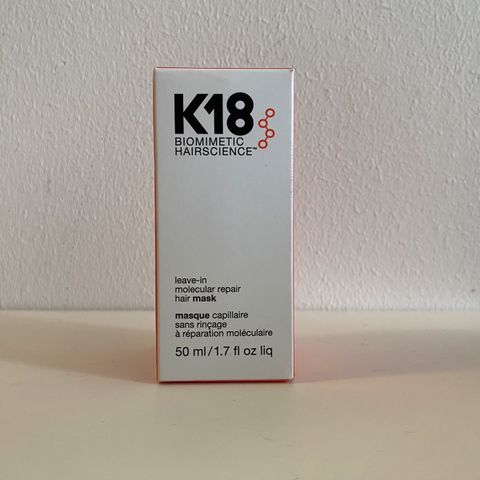 K18
BIOMIMETIC
HAIRSCIENCE™
leave-in
molecular repair
hair mask
masque capillaire
sans rinçage
à réparation moléculaire
50 ml/1.7 fl oz liq